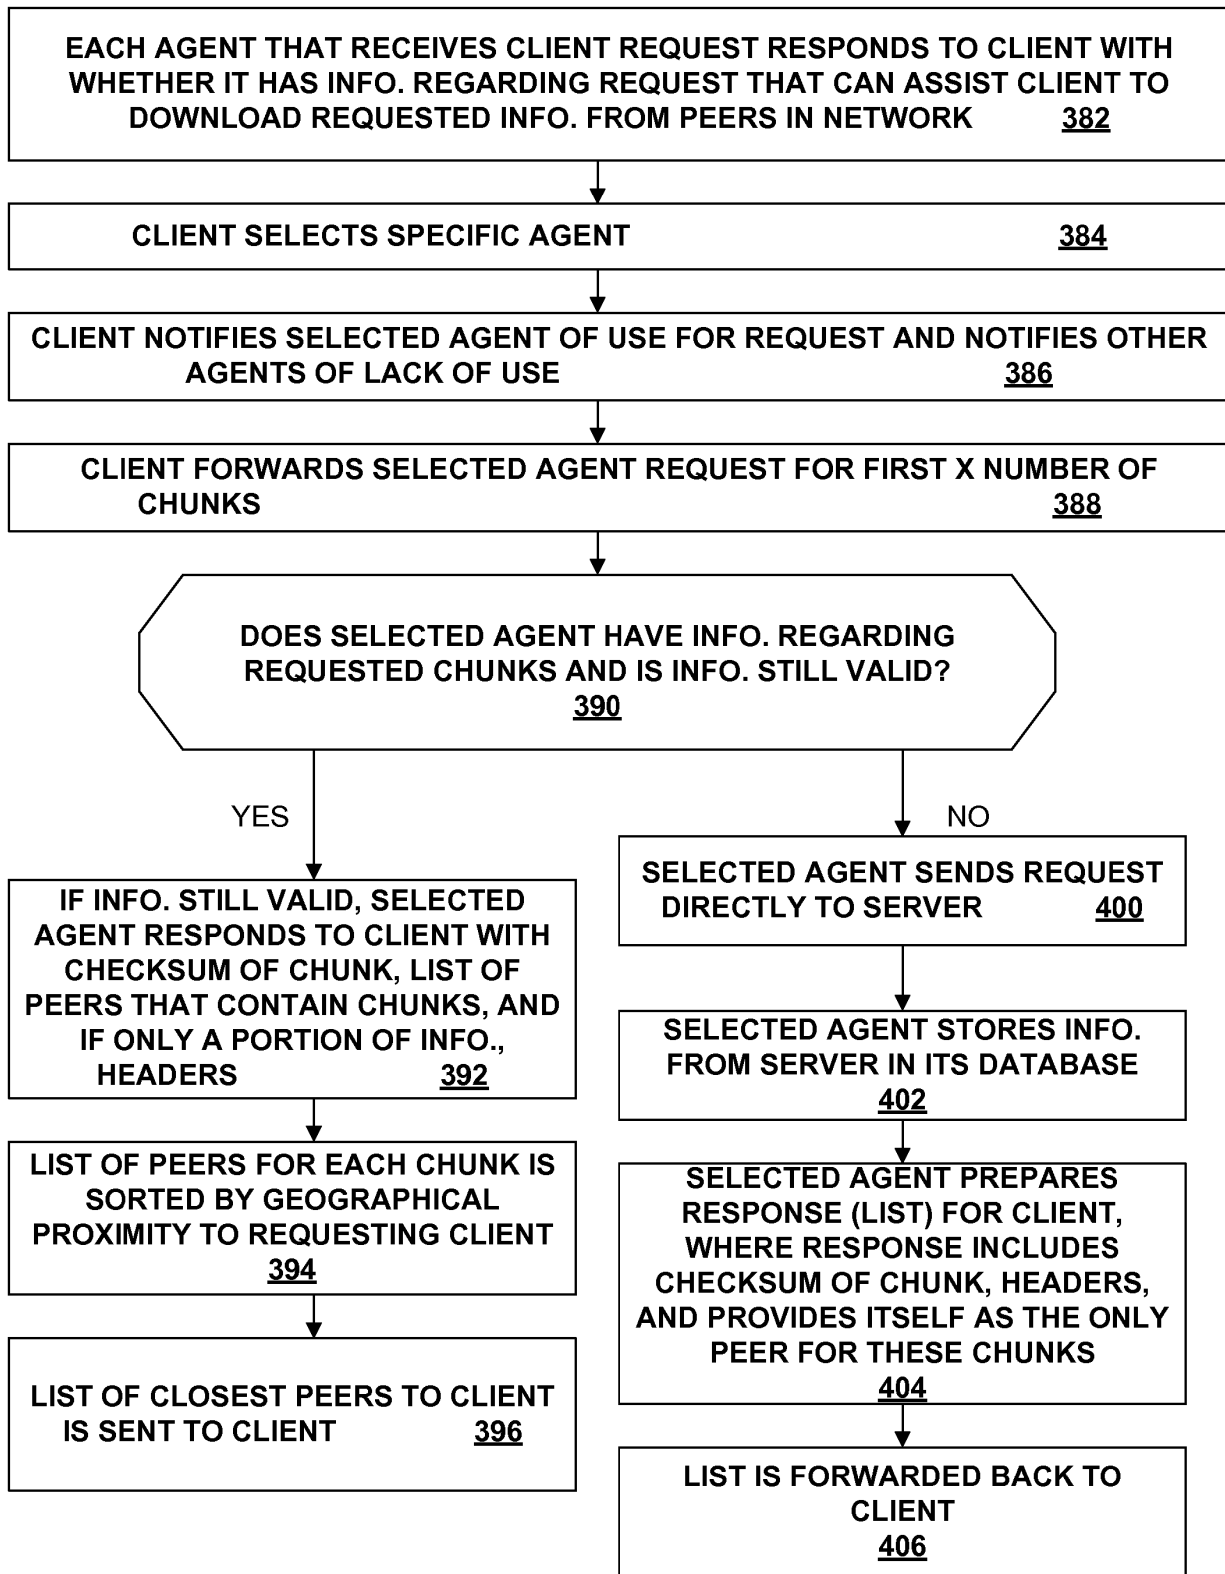 EACH AGENT THAT RECEIVES CLIENT REQUEST RESPONDS TO CLIENT WITH
WHETHER IT HAS INFO. REGARDING REQUEST THAT CAN ASSIST CLIENT TO
DOWNLOAD REQUESTED INFO. FROM PEERS IN NETWORK 382
CLIENT SELECTS SPECIFIC AGENT 384
CLIENT NOTIFIES SELECTED AGENT OF USE FOR REQUEST AND NOTIFIES OTHER
AGENTS OF LACK OF USE 386
CLIENT FORWARDS SELECTED AGENT REQUEST FOR FIRST X NUMBER OF
CHUNKS 388
DOES SELECTED AGENT HAVE INFO. REGARDING
REQUESTED CHUNKS AND IS INFO. STILL VALID?
390
YES
IF INFO. STILL VALID, SELECTED
AGENT RESPONDS TO CLIENT WITH
CHECKSUM OF CHUNK, LIST OF
PEERS THAT CONTAIN CHUNKS, AND
IF ONLY A PORTION OF INFO.,
HEADERS 392
LIST OF PEERS FOR EACH CHUNK IS
SORTED BY GEOGRAPHICAL
PROXIMITY TO REQUESTING CLIENT
394
LIST OF CLOSEST PEERS TO CLIENT
IS SENT TO CLIENT 396
NO
SELECTED AGENT SENDS REQUEST
DIRECTLY TO SERVER 400
SELECTED AGENT STORES INFO.
FROM SERVER IN ITS DATABASE
402
SELECTED AGENT PREPARES
RESPONSE (LIST) FOR CLIENT,
WHERE RESPONSE INCLUDES
CHECKSUM OF CHUNK, HEADERS,
AND PROVIDES ITSELF AS THE ONLY
PEER FOR THESE CHUNKS
404
LIST IS FORWARDED BACK TO
CLIENT
406